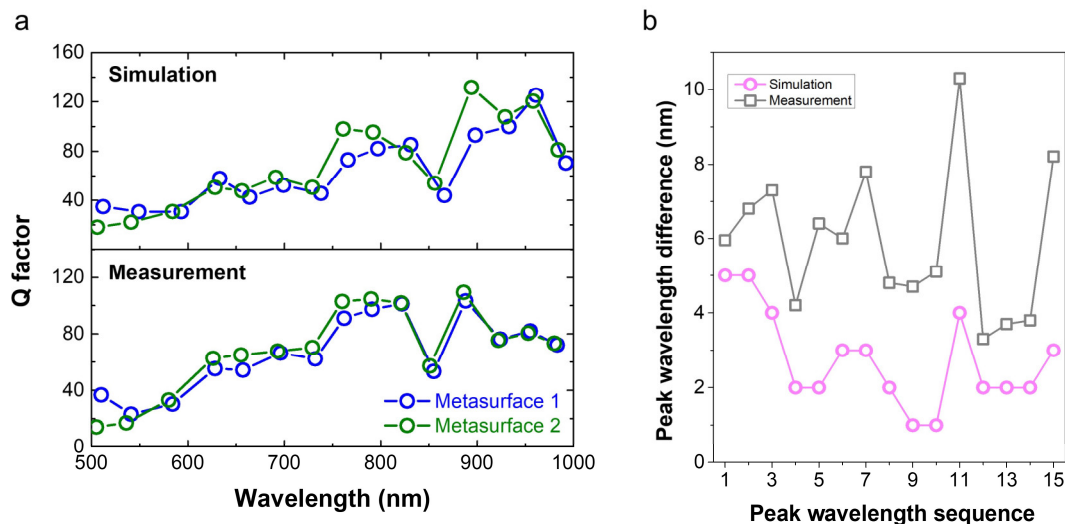 a
Q factor
160
120
80
40
Simulation
120
80
40
0
Measurement
Metasurface 1
Metasurface 2
500 600 700 800 900 1000
Wavelength (nm)
b
Peak wavelength difference (nm)
10
8
6
4
2
0
Simulation
Measurement
1 3 5 7 9 11 13 15
Peak wavelength sequence